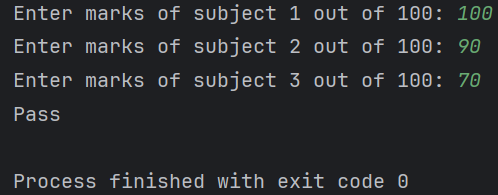 Enter marks of subject 1 out of 100: 100
Enter marks of subject 2 out of 100: 90
Enter marks of subject 3 out of 100: 70
Pass
Process finished with exit code 0